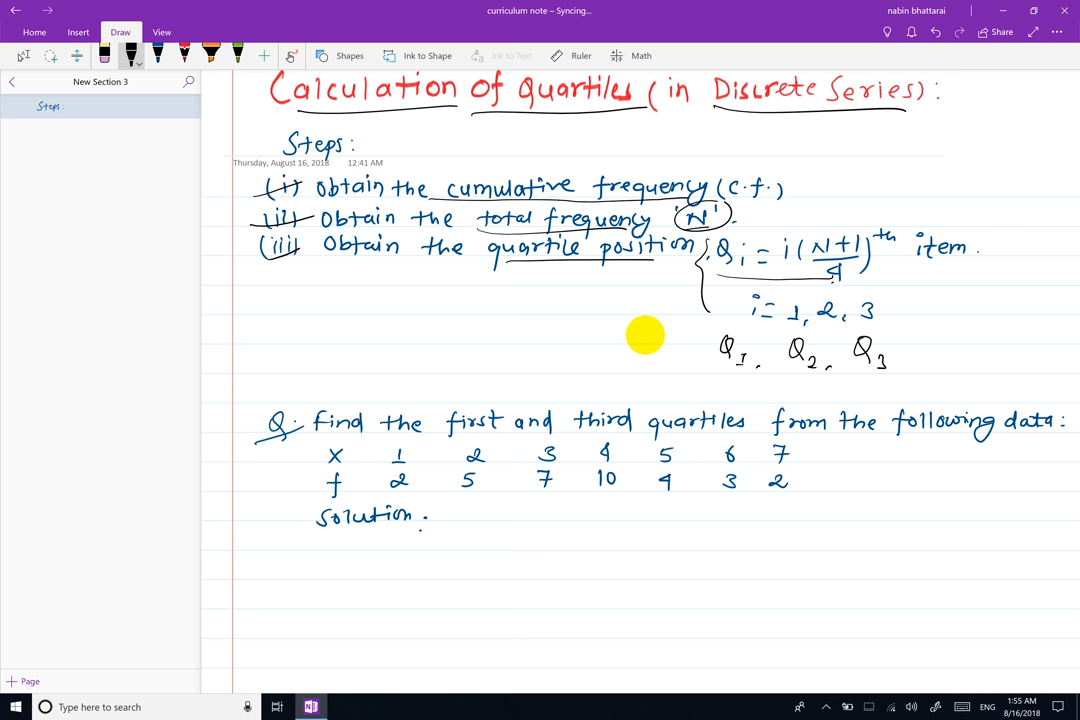 curriculum note – Syncing...
nabin bhattarai
Home Insert Draw View
Share
Shapes Ink to Shape Ink to Text Ruler Math
New Section 3
Steps:
Calculation of Quartiles (in Discrete Series):
Steps:
Thursday, August 16, 2018 12:41 AM
(i) Obtain the cumulative frequency (c.f.)
(ii) Obtain the total frequency 'N'.
(iii) Obtain the quartile position, Qi = i(N+1/4)th item.
i = 1, 2, 3
Q1, Q2, Q3
Q. Find the first and third quartiles from the following data:
X 1 2 3 4 5 6 7
f 2 5 7 10 4 3 2
Solution:
Page
Type here to search
ENG
1:55 AM
8/16/2018